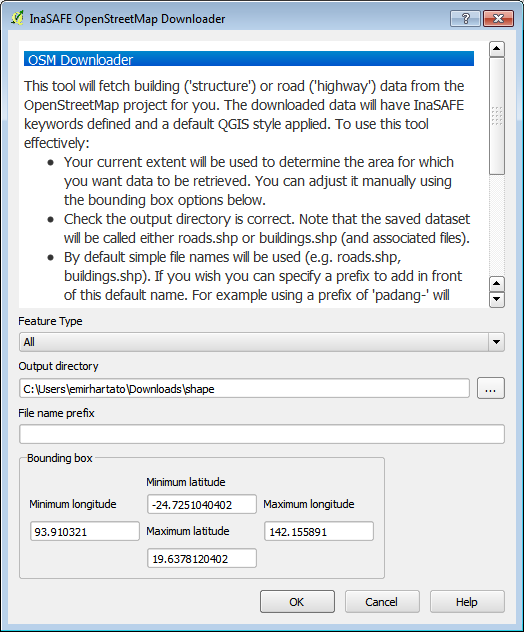 InaSAFE OpenStreetMap Downloader
OSM Downloader
This tool will fetch building ('structure') or road ('highway') data from the
OpenStreetMap project for you. The downloaded data will have InaSAFE
keywords defined and a default QGIS style applied. To use this tool
effectively:
• Your current extent will be used to determine the area for which
you want data to be retrieved. You can adjust it manually using
the bounding box options below.
• Check the output directory is correct. Note that the saved dataset
will be called either roads.shp or buildings.shp (and associated files).
• By default simple file names will be used (e.g. roads.shp,
buildings.shp). If you wish you can specify a prefix to add in front
of this default name. For example using a prefix of 'padang-' will
Feature Type
All
Output directory
C:\Users\emirhartato\Downloads\shape
...
File name prefix
Bounding box
Minimum latitude
-24.7251040402
Minimum longitude
93.910321
Maximum longitude
142.155891
Maximum latitude
19.6378120402
OK
Cancel
Help